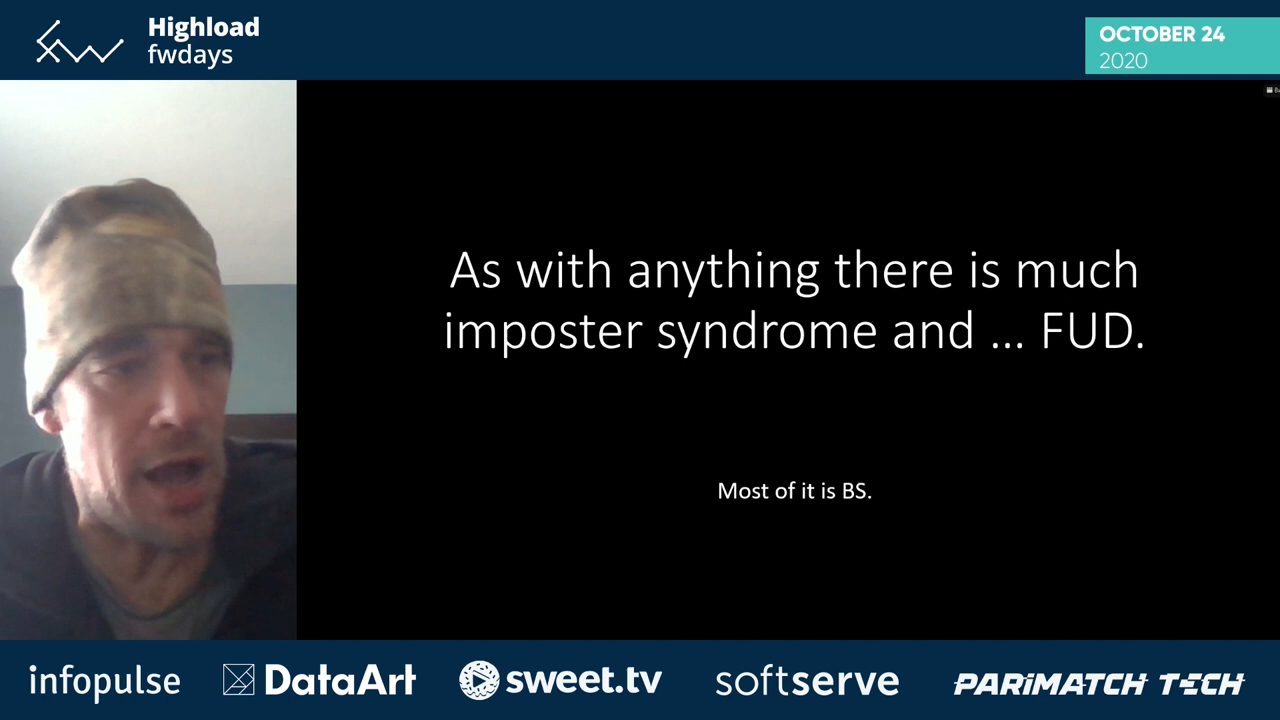 Highload
fwdays
OCTOBER 24
2020
As with anything there is much
imposter syndrome and ... FUD.
Most of it is BS.
infopulse
DataArt
sweet.tv
softserve
PARIMATCH TECH